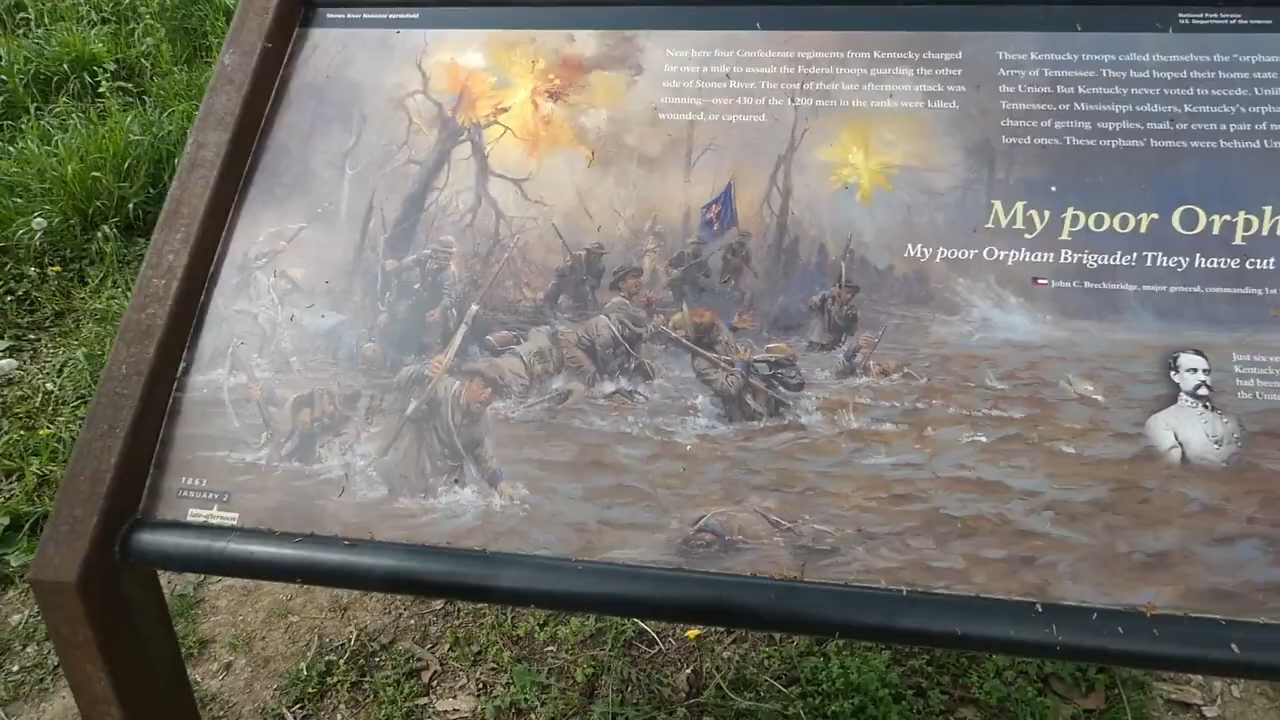 Stones River National Battlefield
National Park Service
U.S. Department of the Interior
Near here four Confederate regiments from Kentucky charged
for over a mile to assault the Federal troops guarding the other
side of Stones River. The cost of their late afternoon attack was
stunning—over 430 of the 1,200 men in the ranks were killed,
wounded, or captured.
These Kentucky troops called themselves the "orphans
Army of Tennessee. They had hoped their home state
the Union. But Kentucky never voted to secede. Unli
Tennessee, or Mississippi soldiers, Kentucky's orpha
chance of getting supplies, mail, or even a pair of
loved ones. These orphans' homes were behind Un
My poor Orph
My poor Orphan Brigade! They have cut
John C. Breckinridge, major general, commanding 1st
Just six ye
Kentucky
had been
the Unite
1863
JANUARY 2
late afternoon